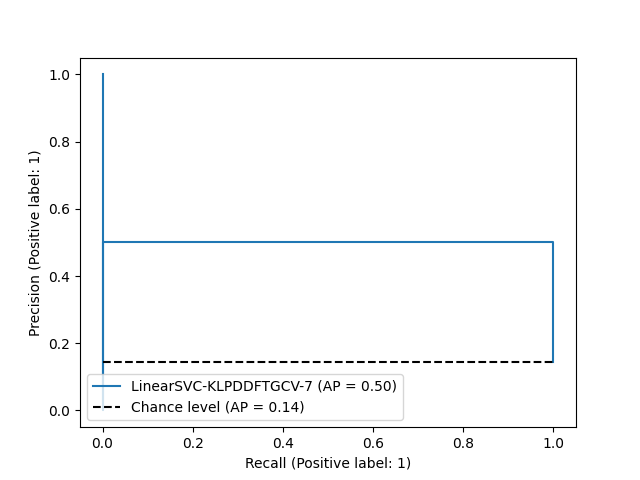 1.0
0.8
0.6
0.4
0.2
0.0
Precision (Positive label: 1)
LinearSVC-KLPDDFTGCV-7 (AP = 0.50)
Chance level (AP = 0.14)
0.0 0.2 0.4 0.6 0.8 1.0
Recall (Positive label: 1)